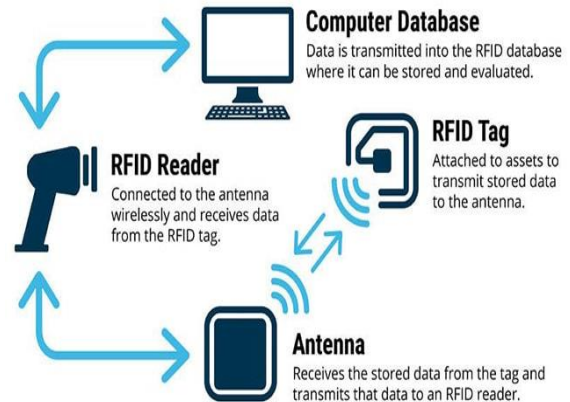 Computer Database
Data is transmitted into the RFID database
where it can be stored and evaluated.
RFID Tag
Attached to assets to
transmit stored data
to the antenna.
RFID Reader
Connected to the antenna
wirelessly and receives data
from the RFID tag.
Antenna
Receives the stored data from the tag and
transmits that data to an RFID reader.